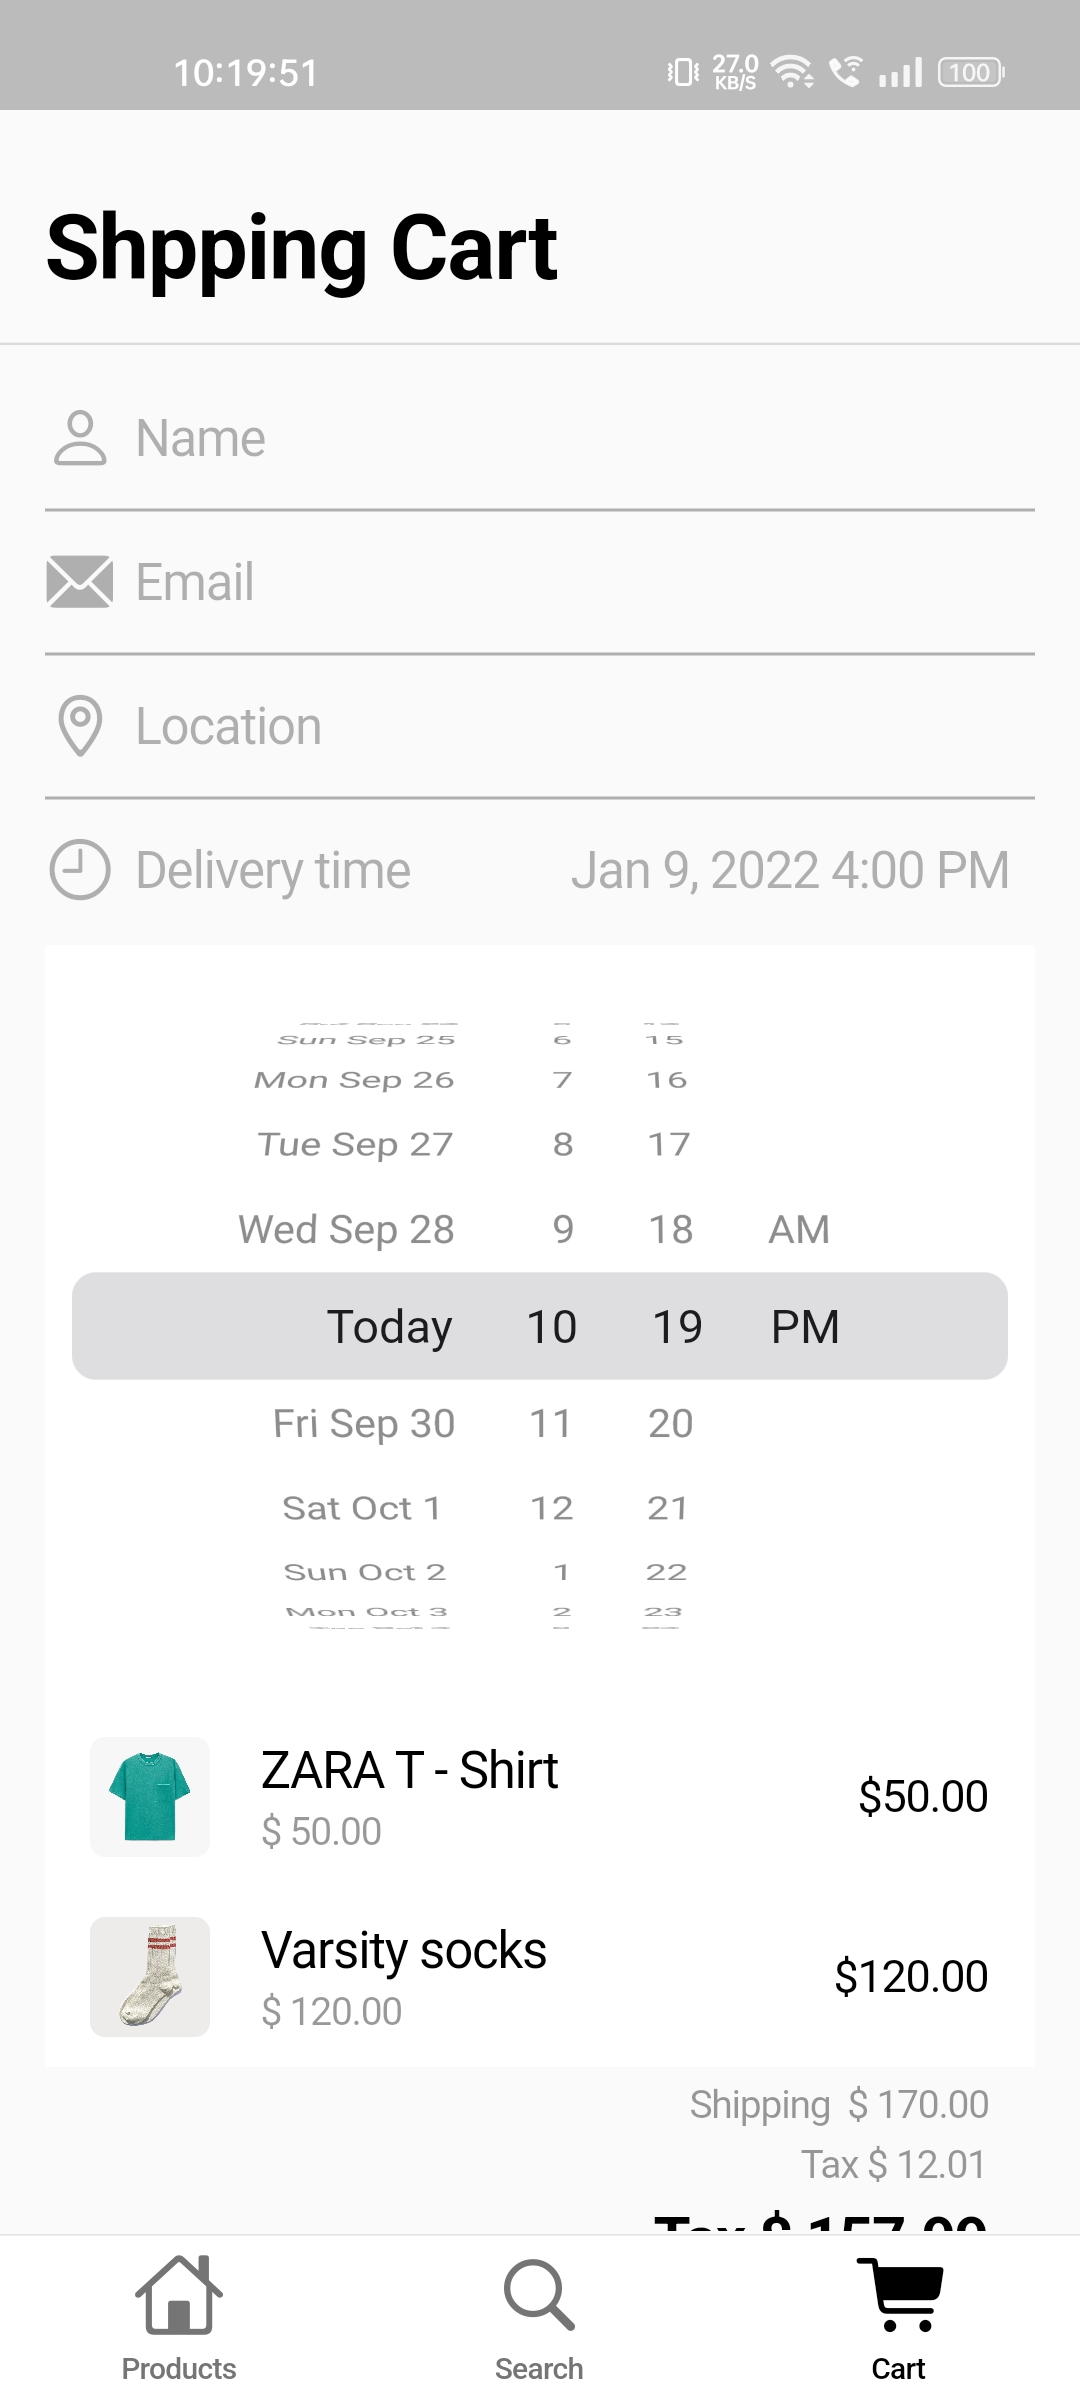 10:19:51 27.0 KB/S 100
Shpping Cart
Name
Email
Location
Delivery time Jan 9, 2022 4:00 PM
Sun Sep 25 6 15
Mon Sep 26 7 16
Tue Sep 27 8 17
Wed Sep 28 9 18 AM
Today 10 19 PM
Fri Sep 30 11 20
Sat Oct 1 12 21
Sun Oct 2 1 22
Mon Oct 3 2 23
ZARA T - Shirt
$ 50.00
$50.00
Varsity socks
$ 120.00
$120.00
Shipping $ 170.00
Tax $ 12.01
Tax $ 157.00
Products Search Cart